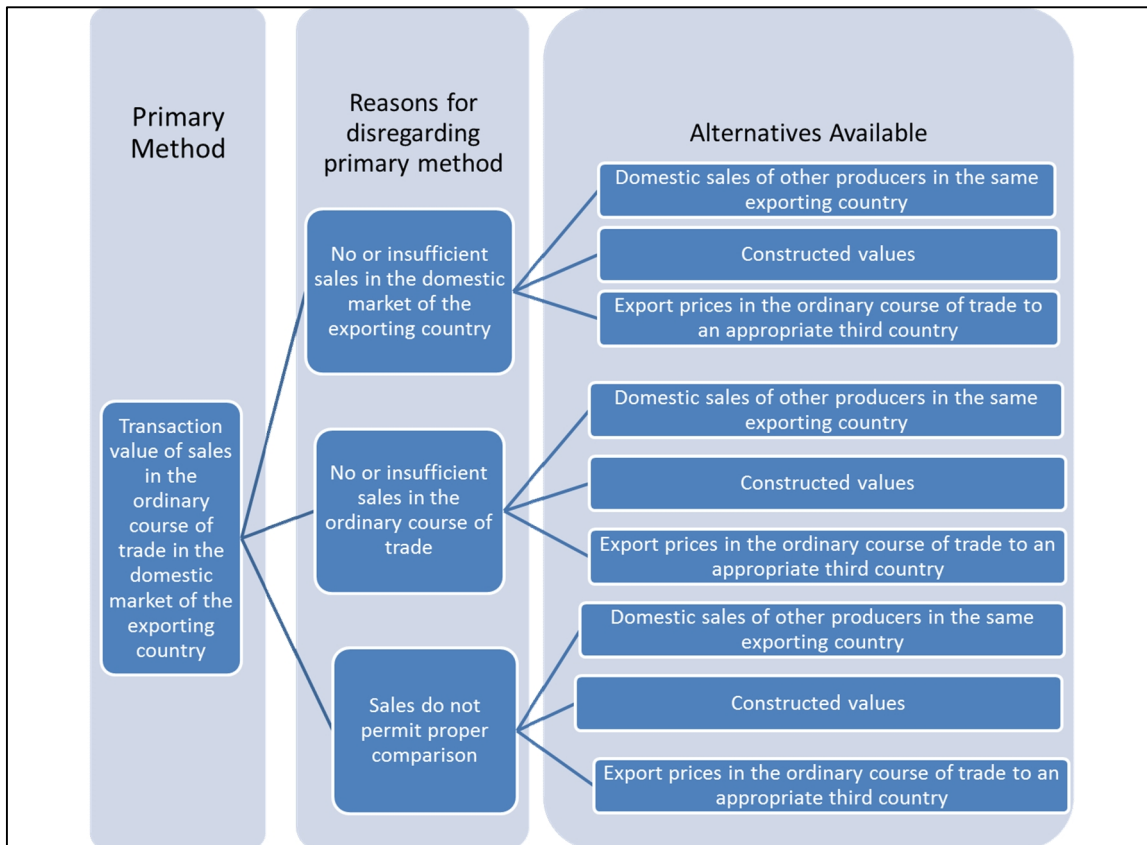 Primary
Method
Reasons for
disregarding
primary method
Alternatives Available
Transaction
value of sales
in the
ordinary
course of
trade in the
domestic
market of the
exporting
country
No or insufficient
sales in the domestic
market of the
exporting country
Domestic sales of other producers in the same
exporting country
Constructed values
Export prices in the ordinary course of trade to
an appropriate third country
No or insufficient
sales in the
ordinary course of
trade
Domestic sales of other producers in the same
exporting country
Constructed values
Export prices in the ordinary course of trade to an
appropriate third country
Sales do not
permit proper
comparison
Domestic sales of other producers in the same
exporting country
Constructed values
Export prices in the ordinary course of trade to an
appropriate third country